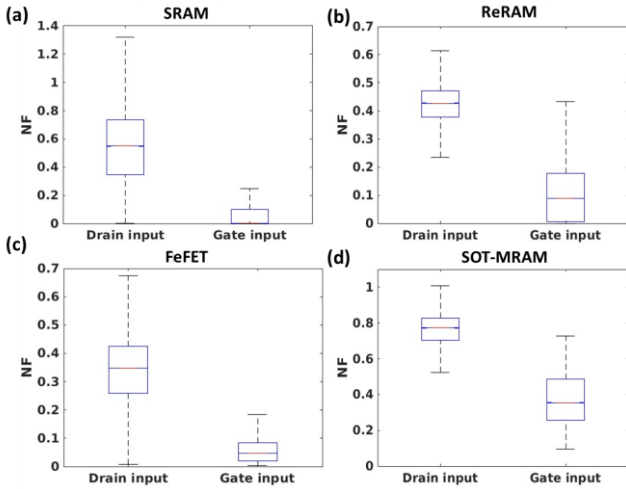 (a)
SRAM
1.4
1.2
1
0.8
0.6
0.4
0.2
0
NF
Drain input
Gate input
(b)
ReRAM
0.7
0.6
0.5
0.4
0.3
0.2
0.1
0
NF
Drain input
Gate input
(c)
FeFET
0.7
0.6
0.5
0.4
0.3
0.2
0.1
0
NF
Drain input
Gate input
(d)
SOT-MRAM
1
0.8
0.6
0.4
0.2
0
NF
Drain input
Gate input